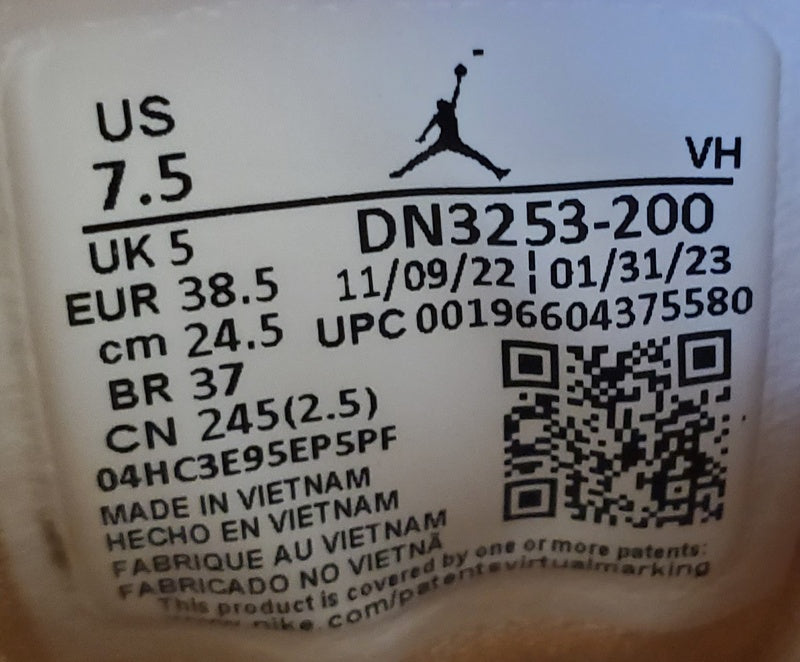 US
7.5
VH
UK 5
DN3253-200
EUR 38.5
11/09/22 ¦ 01/31/23
cm 24.5
UPC 00196604375580
BR 37
CN 245(2.5)
04HC3E95EP5PF
MADE IN VIETNAM
HECHO EN VIETNAM
FABRIQUE AU VIETNAM
FABRICADO NO VIETNÃ
This product is covered by one or more patents:
www.nike.com/patentsvirtualmarking